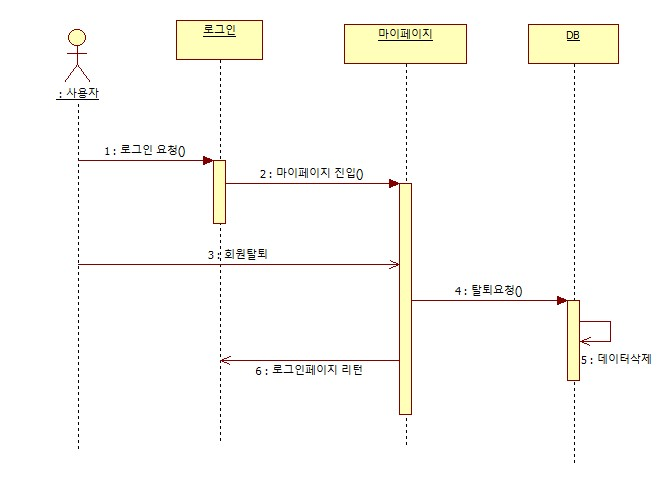 로그인
마이페이지
DB
: 사용자
1 : 로그인 요청()
2 : 마이페이지 진입()
3 : 회원탈퇴
4 : 탈퇴요청()
5 : 데이터삭제
6 : 로그인페이지 리턴